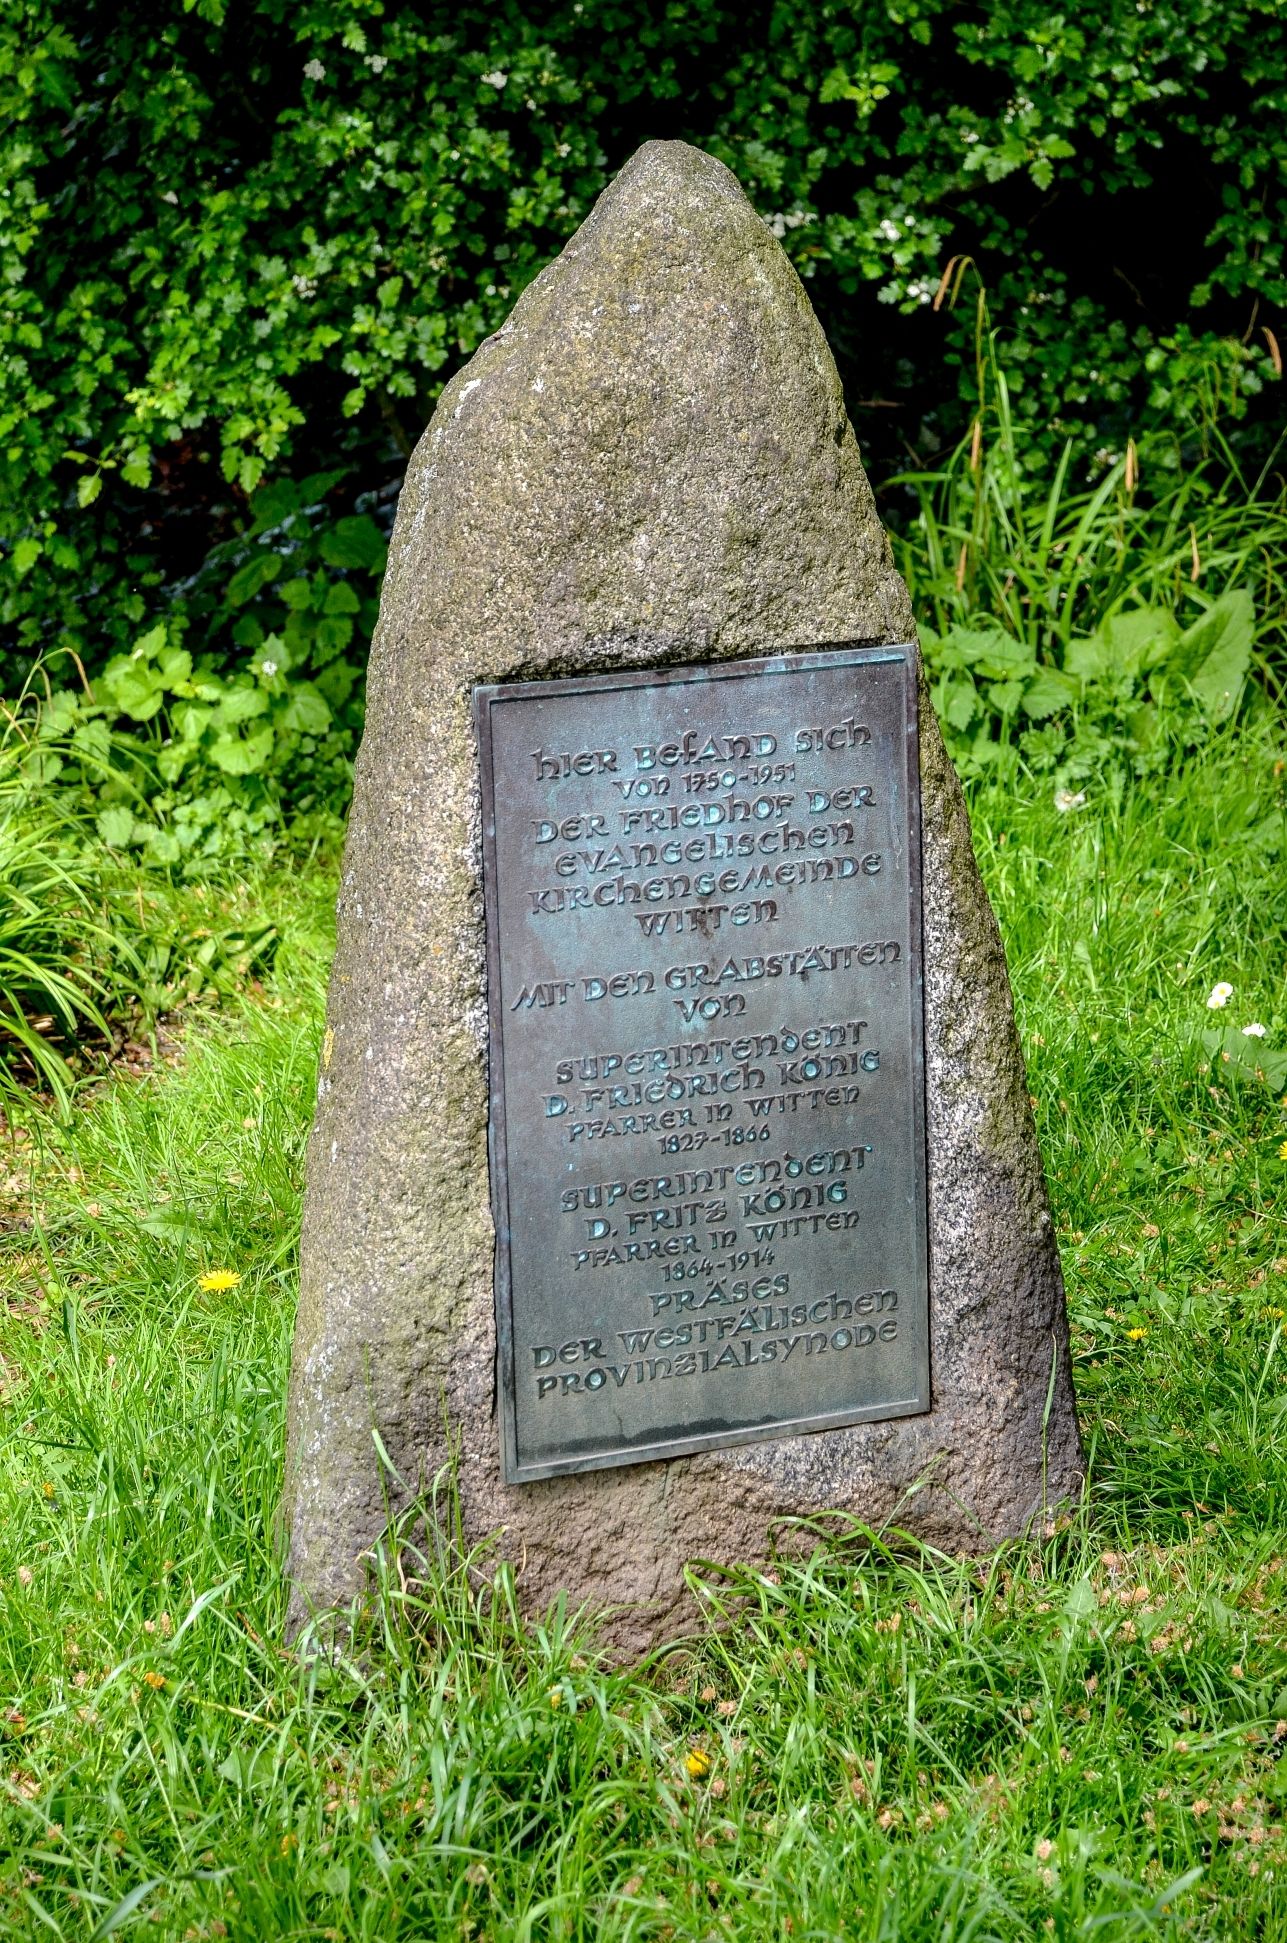 HIER BEFAND SICH
VON 1750-1951
DER FRIEDHOF DER
EVANGELISCHEN
KIRCHENGEMEINDE
WITTEN
MIT DEN GRABSTÄTTEN
VON
SUPERINTENDENT
D. FRIEDRICH KÖNIG
PFARRER IN WITTEN
1827-1866
SUPERINTENDENT
D. FRITZ KÖNIG
PFARRER IN WITTEN
1864-1914
PRÄSES
DER WESTFÄLISCHEN
PROVINZIALSYNODE